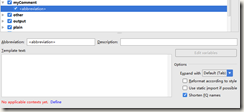 myComment
<abbreviation>
other
output
plain
Abbreviation: <abbreviation> Description:
Template text:
Edit variables
Options
Expand with Default (Tab)
Reformat according to style
Use static import if possible
Shorten FQ names
No applicable contexts yet. Define